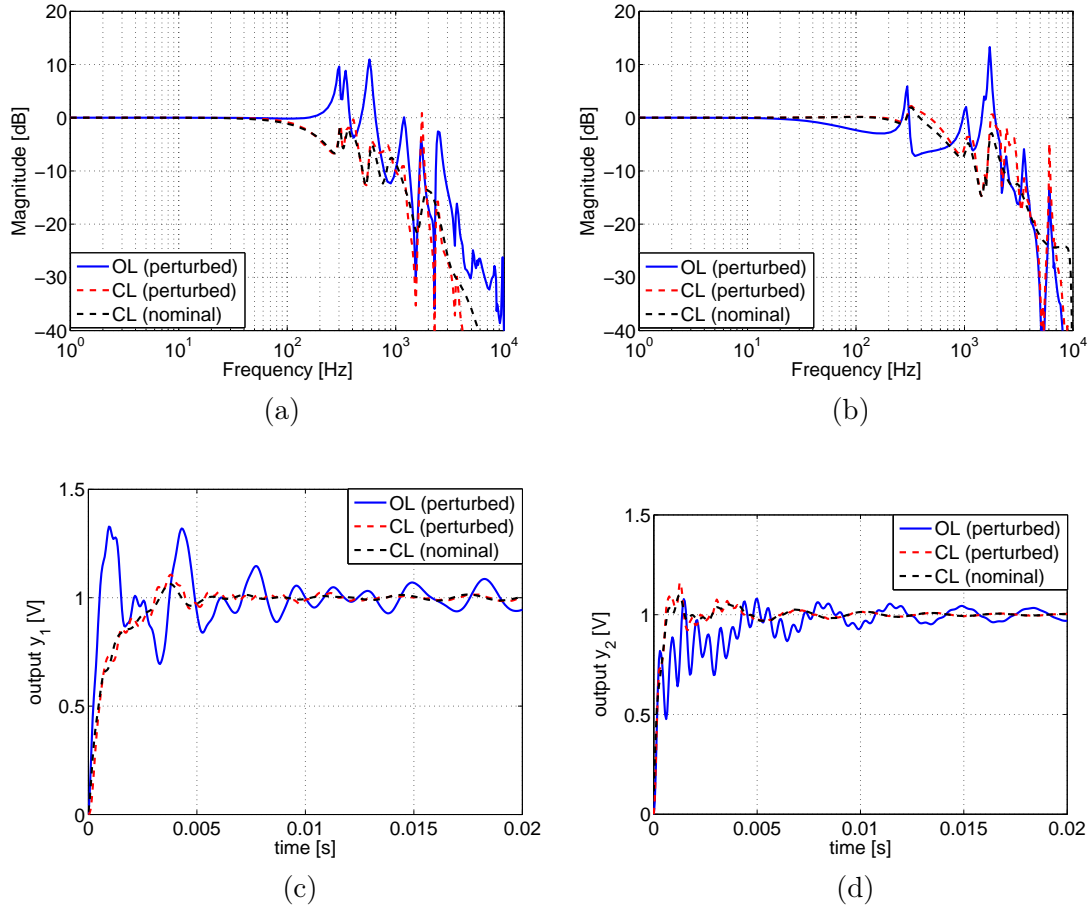 20
10
0
−10
−20
−30
−40
Magnitude [dB]
OL (perturbed)
CL (perturbed)
CL (nominal)
10^0
10^1
10^2
10^3
10^4
Frequency [Hz]
(a)
20
10
0
−10
−20
−30
−40
Magnitude [dB]
OL (perturbed)
CL (perturbed)
CL (nominal)
10^0
10^1
10^2
10^3
10^4
Frequency [Hz]
(b)
1.5
1
0.5
0
output y_1 [V]
OL (perturbed)
CL (perturbed)
CL (nominal)
0
0.005
0.01
0.015
0.02
time [s]
(c)
1.5
1
0.5
0
output y_2 [V]
OL (perturbed)
CL (perturbed)
CL (nominal)
0
0.005
0.01
0.015
0.02
time [s]
(d)